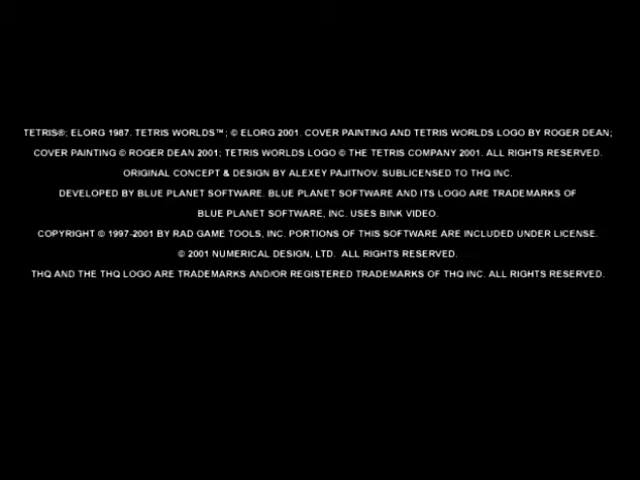 TETRIS®; ELORG 1987. TETRIS WORLDS™; © ELORG 2001. COVER PAINTING AND TETRIS WORLDS LOGO BY ROGER DEAN;
COVER PAINTING © ROGER DEAN 2001; TETRIS WORLDS LOGO © THE TETRIS COMPANY 2001. ALL RIGHTS RESERVED.
ORIGINAL CONCEPT & DESIGN BY ALEXEY PAJITNOV. SUBLICENSED TO THQ INC.
DEVELOPED BY BLUE PLANET SOFTWARE. BLUE PLANET SOFTWARE AND ITS LOGO ARE TRADEMARKS OF
BLUE PLANET SOFTWARE, INC. USES BINK VIDEO.
COPYRIGHT © 1997-2001 BY RAD GAME TOOLS, INC. PORTIONS OF THIS SOFTWARE ARE INCLUDED UNDER LICENSE.
© 2001 NUMERICAL DESIGN, LTD. ALL RIGHTS RESERVED.
THQ AND THE THQ LOGO ARE TRADEMARKS AND/OR REGISTERED TRADEMARKS OF THQ INC. ALL RIGHTS RESERVED.